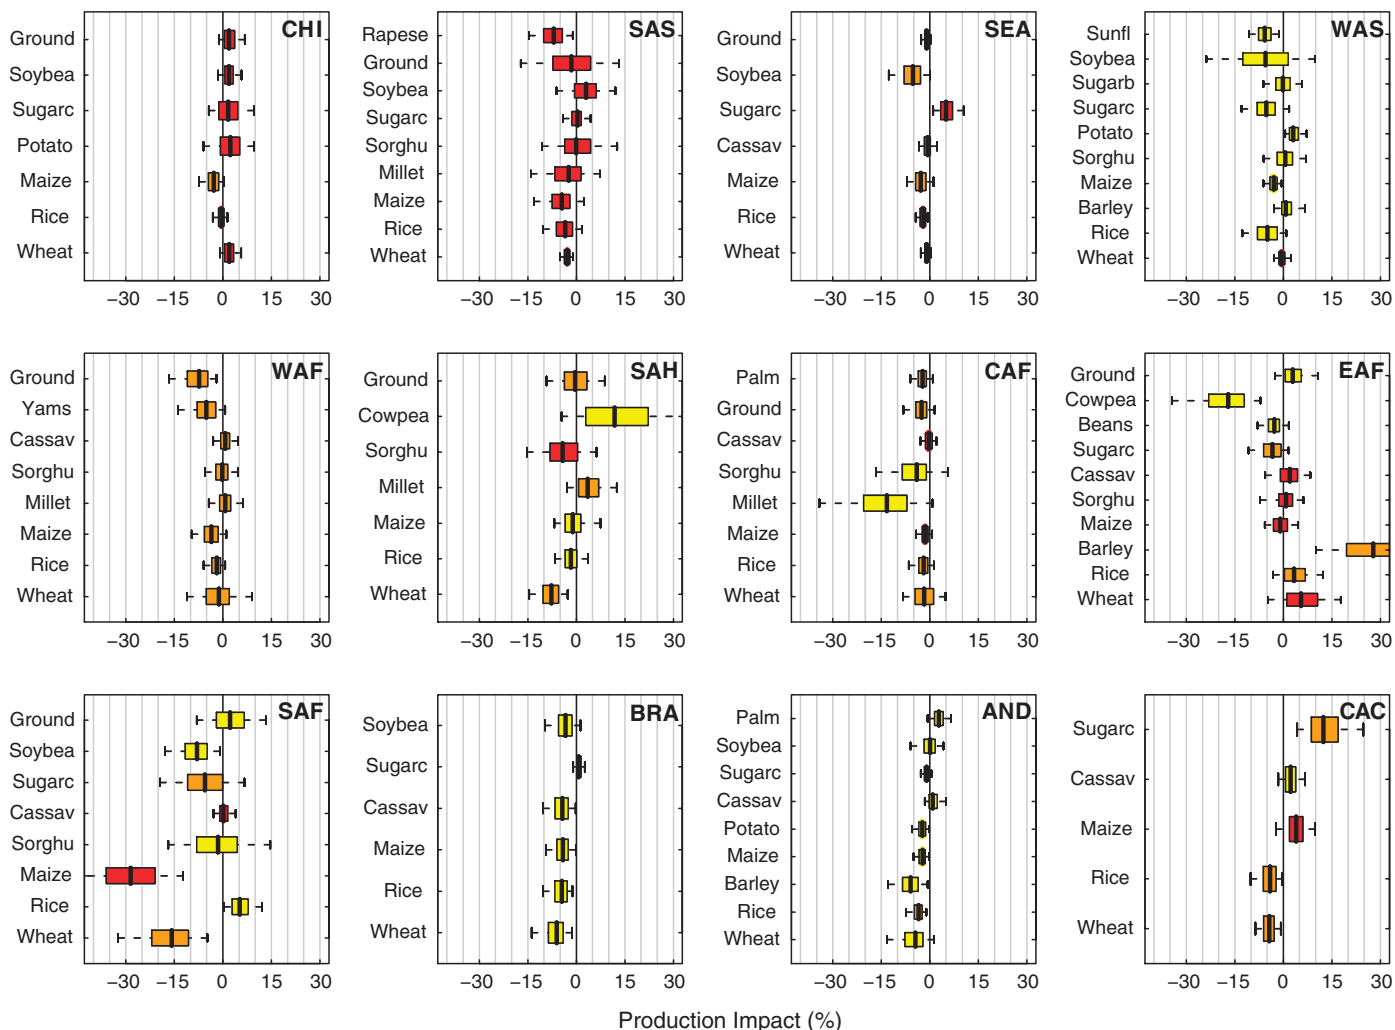 CHI
Ground
Soybea
Sugarc
Potato
Maize
Rice
Wheat
−30 −15 0 15 30
SAS
Rapese
Ground
Soybea
Sugarc
Sorghu
Millet
Maize
Rice
Wheat
−30 −15 0 15 30
SEA
Ground
Soybea
Sugarc
Cassav
Maize
Rice
Wheat
−30 −15 0 15 30
WAS
Sunfl
Soybea
Sugarb
Sugarc
Potato
Sorghu
Maize
Barley
Rice
Wheat
−30 −15 0 15 30
WAF
Ground
Yams
Cassav
Sorghu
Millet
Maize
Rice
Wheat
−30 −15 0 15 30
SAH
Ground
Cowpea
Sorghu
Millet
Maize
Rice
Wheat
−30 −15 0 15 30
CAF
Palm
Ground
Cassav
Sorghu
Millet
Maize
Rice
Wheat
−30 −15 0 15 30
EAF
Ground
Cowpea
Beans
Sugarc
Cassav
Sorghu
Maize
Barley
Rice
Wheat
−30 −15 0 15 30
SAF
Ground
Soybea
Sugarc
Cassav
Sorghu
Maize
Rice
Wheat
−30 −15 0 15 30
BRA
Soybea
Sugarc
Cassav
Maize
Rice
Wheat
−30 −15 0 15 30
AND
Palm
Soybea
Sugarc
Cassav
Potato
Maize
Barley
Rice
Wheat
−30 −15 0 15 30
CAC
Sugarc
Cassav
Maize
Rice
Wheat
−30 −15 0 15 30
Production Impact (%)